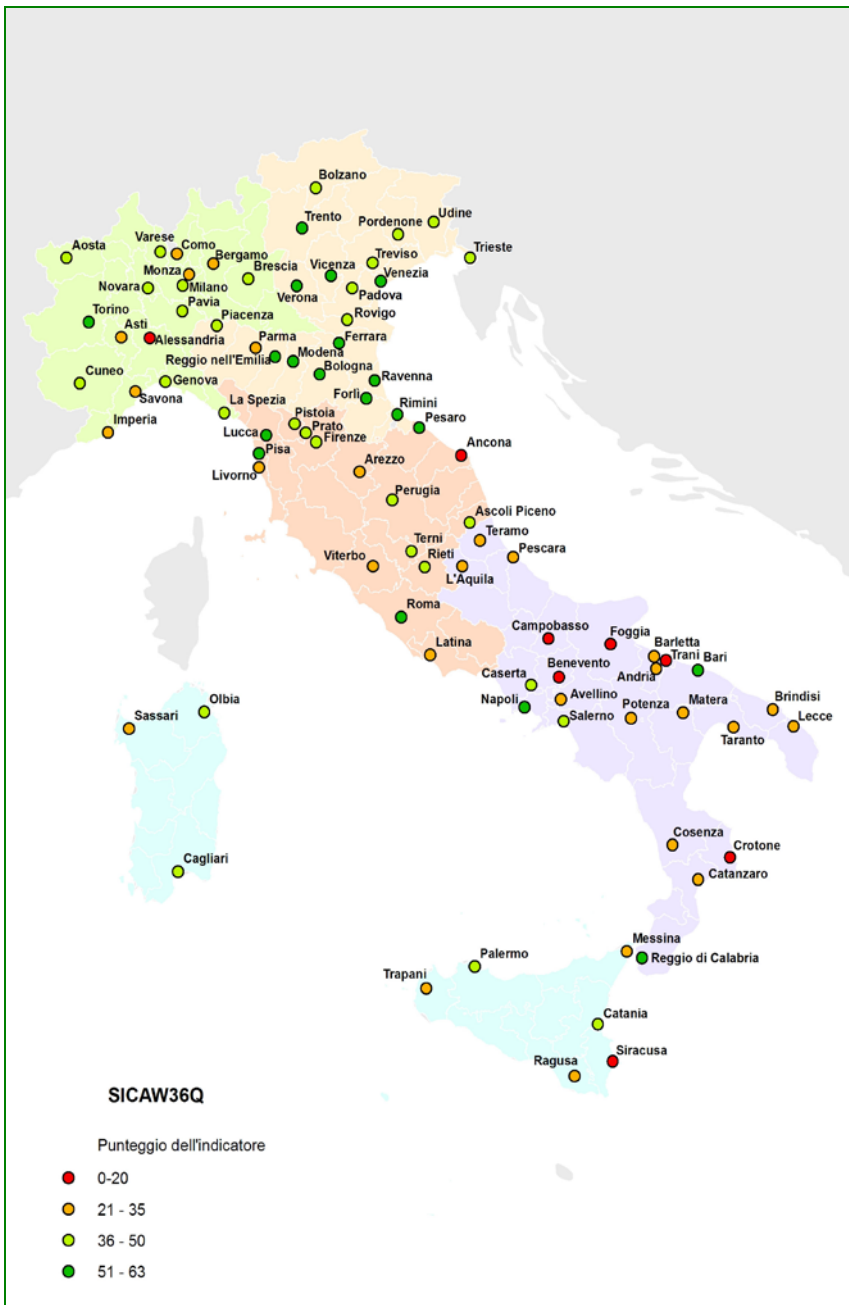 Bolzano
Trento
Pordenone
Udine
Aosta
Varese
Como
Bergamo
Treviso
Trieste
Monza
Brescia
Vicenza
Venezia
Novara
Milano
Verona
Padova
Pavia
Torino
Piacenza
Rovigo
Asti
Alessandria
Parma
Ferrara
Reggio nell'Emilia
Modena
Bologna
Cuneo
Genova
Ravenna
Savona
Forlì
La Spezia
Rimini
Imperia
Pistoia
Pesaro
Prato
Lucca
Firenze
Pisa
Ancona
Livorno
Arezzo
Perugia
Ascoli Piceno
Terni
Teramo
Viterbo
Rieti
Pescara
L'Aquila
Roma
Campobasso
Foggia
Latina
Barletta
Trani
Bari
Benevento
Andria
Caserta
Avellino
Napoli
Potenza
Matera
Brindisi
Olbia
Sassari
Salerno
Lecce
Taranto
Cosenza
Crotone
Cagliari
Catanzaro
Messina
Palermo
Reggio di Calabria
Trapani
Catania
Siracusa
Ragusa
SICAW36Q
Punteggio dell'indicatore
0-20
21 - 35
36 - 50
51 - 63